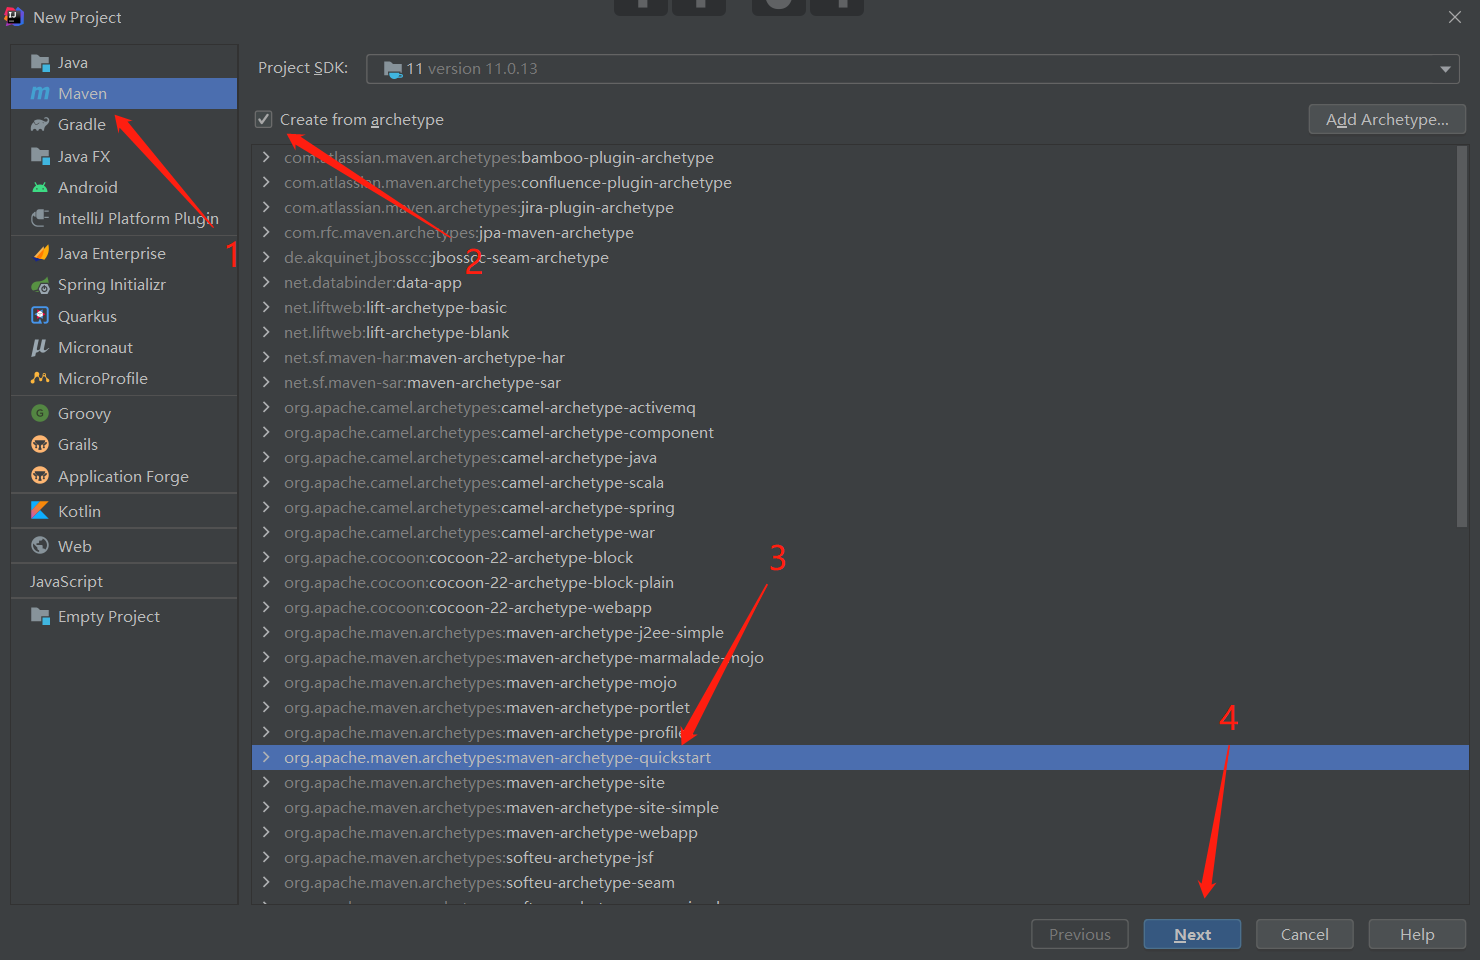 New Project
Java
Maven
Gradle
Java FX
Android
IntelliJ Platform Plugin
1
Java Enterprise
Spring Initializr
Quarkus
Micronaut
MicroProfile
Groovy
Grails
Application Forge
Kotlin
Web
JavaScript
Empty Project
Project SDK: 11 version 11.0.13
Create from archetype
Add Archetype...
com.atlassian.maven.archetypes:bamboo-plugin-archetype
com.atlassian.maven.archetypes:confluence-plugin-archetype
com.atlassian.maven.archetypes:jira-plugin-archetype
com.rfc.maven.archetypes:jpa-maven-archetype
2
de.akquinet.jbosscc:jbosscc-seam-archetype
net.databinder:data-app
net.liftweb:lift-archetype-basic
net.liftweb:lift-archetype-blank
net.sf.maven-har:maven-archetype-har
net.sf.maven-sar:maven-archetype-sar
org.apache.camel.archetypes:camel-archetype-activemq
org.apache.camel.archetypes:camel-archetype-component
org.apache.camel.archetypes:camel-archetype-java
org.apache.camel.archetypes:camel-archetype-scala
org.apache.camel.archetypes:camel-archetype-spring
org.apache.camel.archetypes:camel-archetype-war
org.apache.cocoon:cocoon-22-archetype-block
3
org.apache.cocoon:cocoon-22-archetype-block-plain
org.apache.cocoon:cocoon-22-archetype-webapp
org.apache.maven.archetypes:maven-archetype-j2ee-simple
org.apache.maven.archetypes:maven-archetype-marmalade-mojo
org.apache.maven.archetypes:maven-archetype-mojo
org.apache.maven.archetypes:maven-archetype-portlet
4
org.apache.maven.archetypes:maven-archetype-profiles
org.apache.maven.archetypes:maven-archetype-quickstart
org.apache.maven.archetypes:maven-archetype-site
org.apache.maven.archetypes:maven-archetype-site-simple
org.apache.maven.archetypes:maven-archetype-webapp
org.apache.maven.archetypes:softeu-archetype-jsf
org.apache.maven.archetypes:softeu-archetype-seam
Previous
Next
Cancel
Help